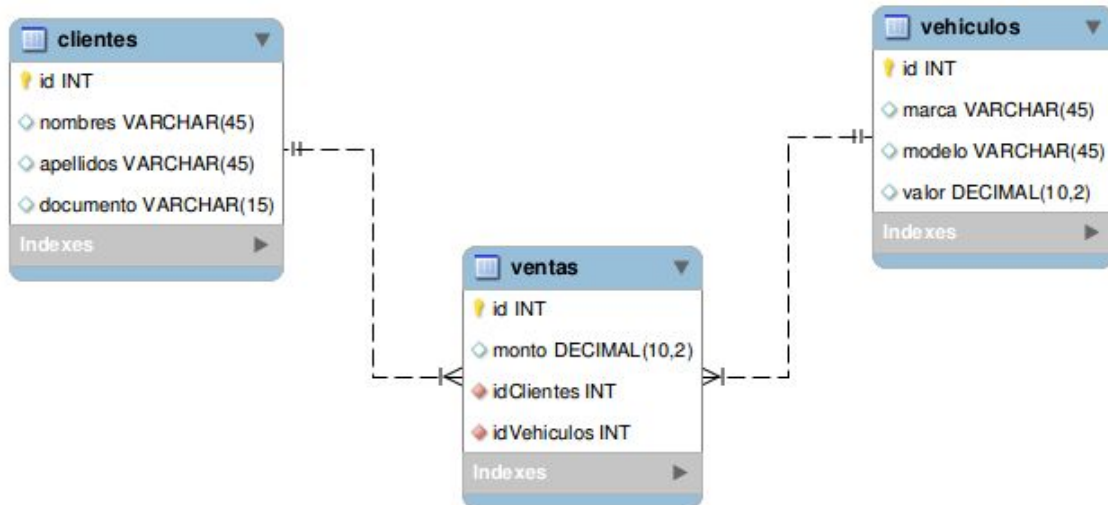 clientes
id INT
nombres VARCHAR(45)
apellidos VARCHAR(45)
documento VARCHAR(15)
Indexes
vehiculos
id INT
marca VARCHAR(45)
modelo VARCHAR(45)
valor DECIMAL(10,2)
Indexes
ventas
id INT
monto DECIMAL(10,2)
idClientes INT
idVehiculos INT
Indexes